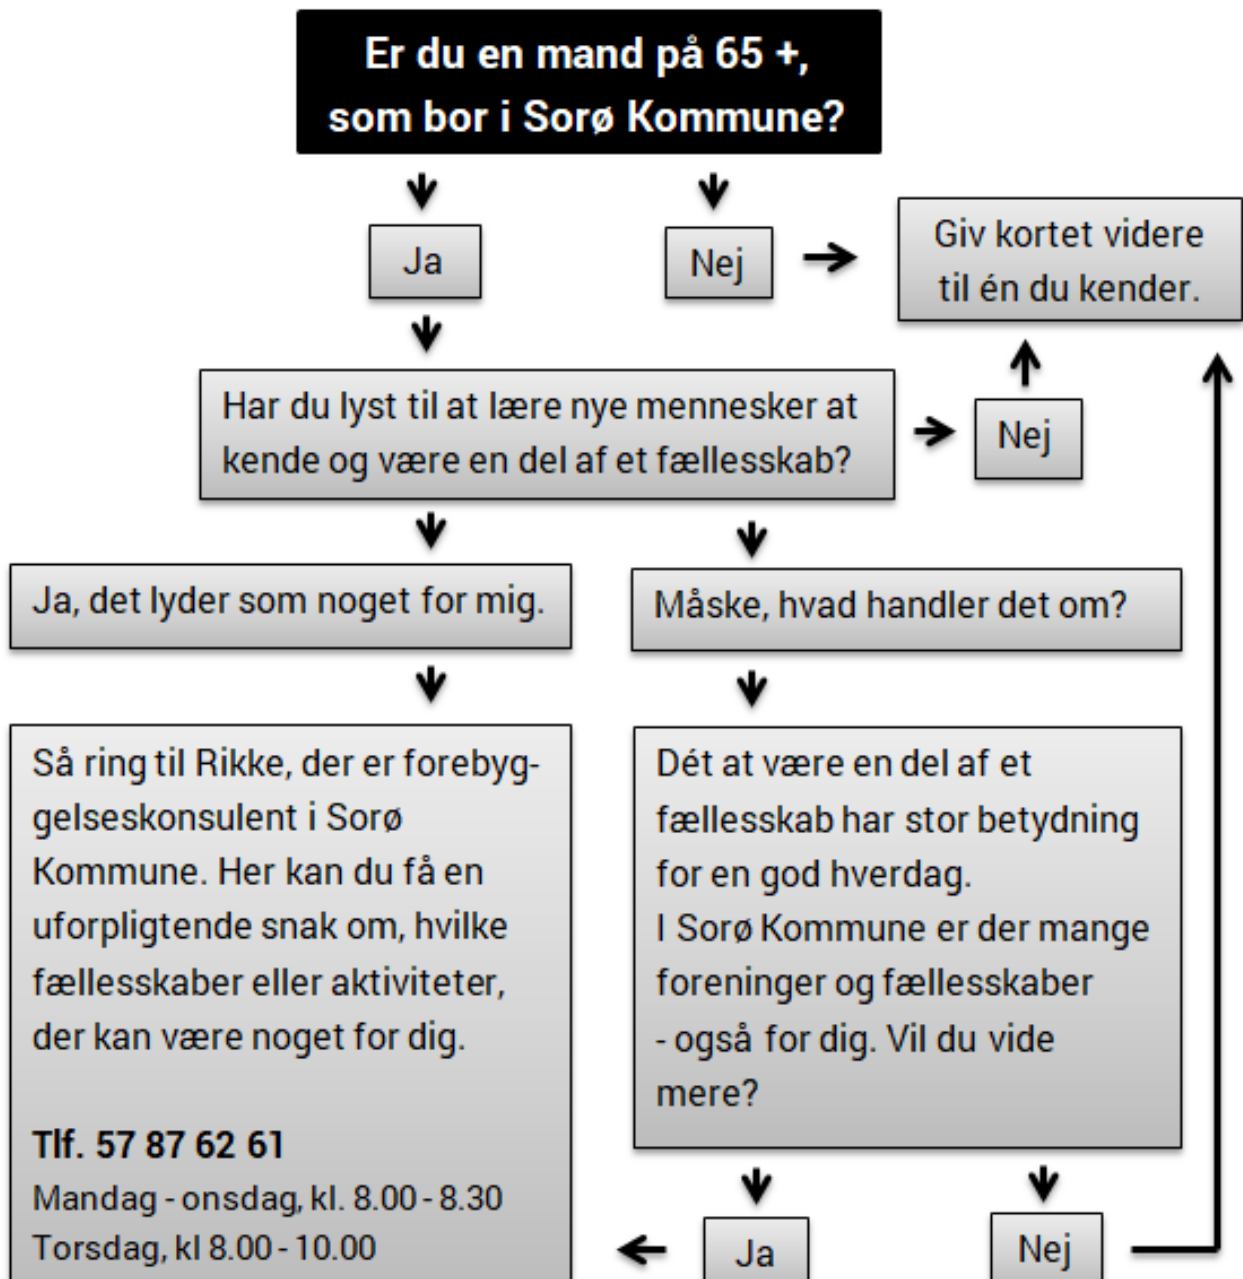 Er du en mand på 65 +,
som bor i Sorø Kommune?
Ja
Nej
Giv kortet videre
til én du kender.
Har du lyst til at lære nye mennesker at
kende og være en del af et fællesskab?
Nej
Ja, det lyder som noget for mig.
Måske, hvad handler det om?
Så ring til Rikke, der er forebyg-
gelseskonsulent i Sorø
Kommune. Her kan du få en
uforpligtende snak om, hvilke
fællesskaber eller aktiviteter,
der kan være noget for dig.
Tlf. 57 87 62 61
Mandag - onsdag, kl. 8.00 - 8.30
Torsdag, kl 8.00 - 10.00
Dét at være en del af et
fællesskab har stor betydning
for en god hverdag.
I Sorø Kommune er der mange
foreninger og fællesskaber
- også for dig. Vil du vide
mere?
Ja
Nej